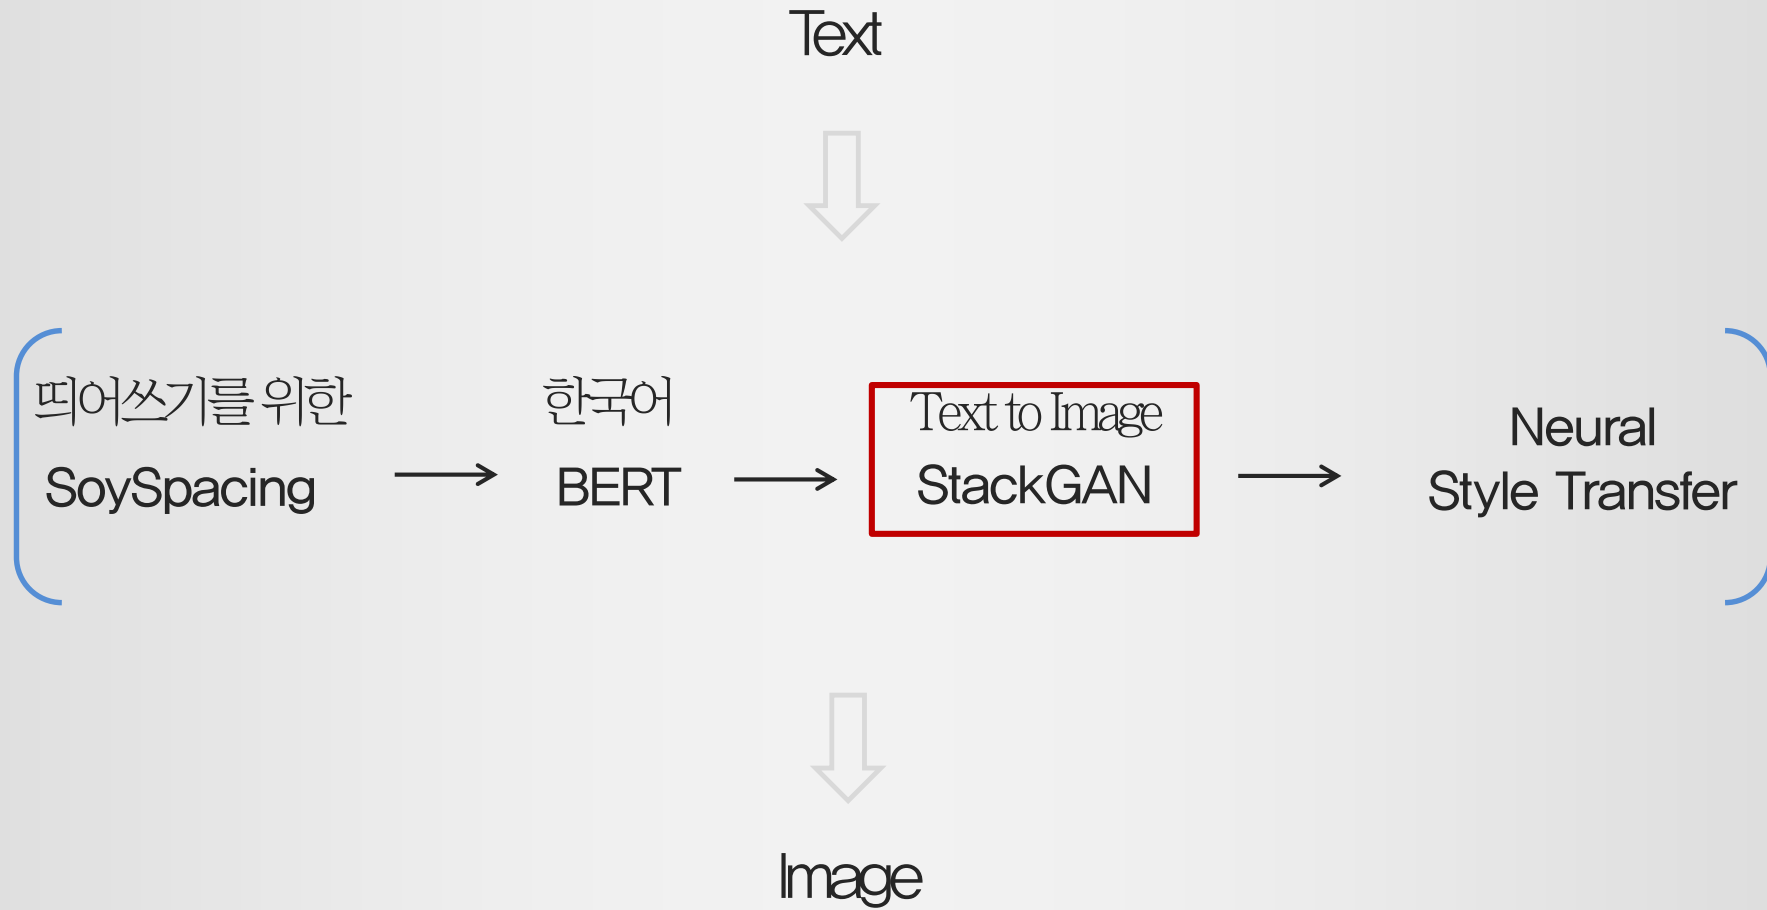 Text
띄어쓰기를 위한
SoySpacing
한국어
BERT
Text to Image
StackGAN
Neural
Style Transfer
Image